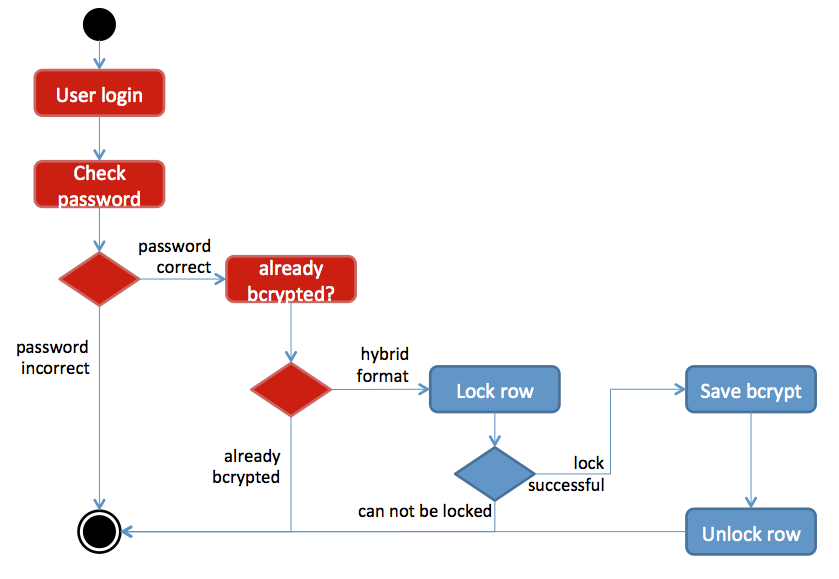 User login
Check
password
password
correct
already
bcrypted?
password
incorrect
hybrid
format
Lock row
Save bcrypt
already
bcrypted
lock
successful
can not be locked
Unlock row